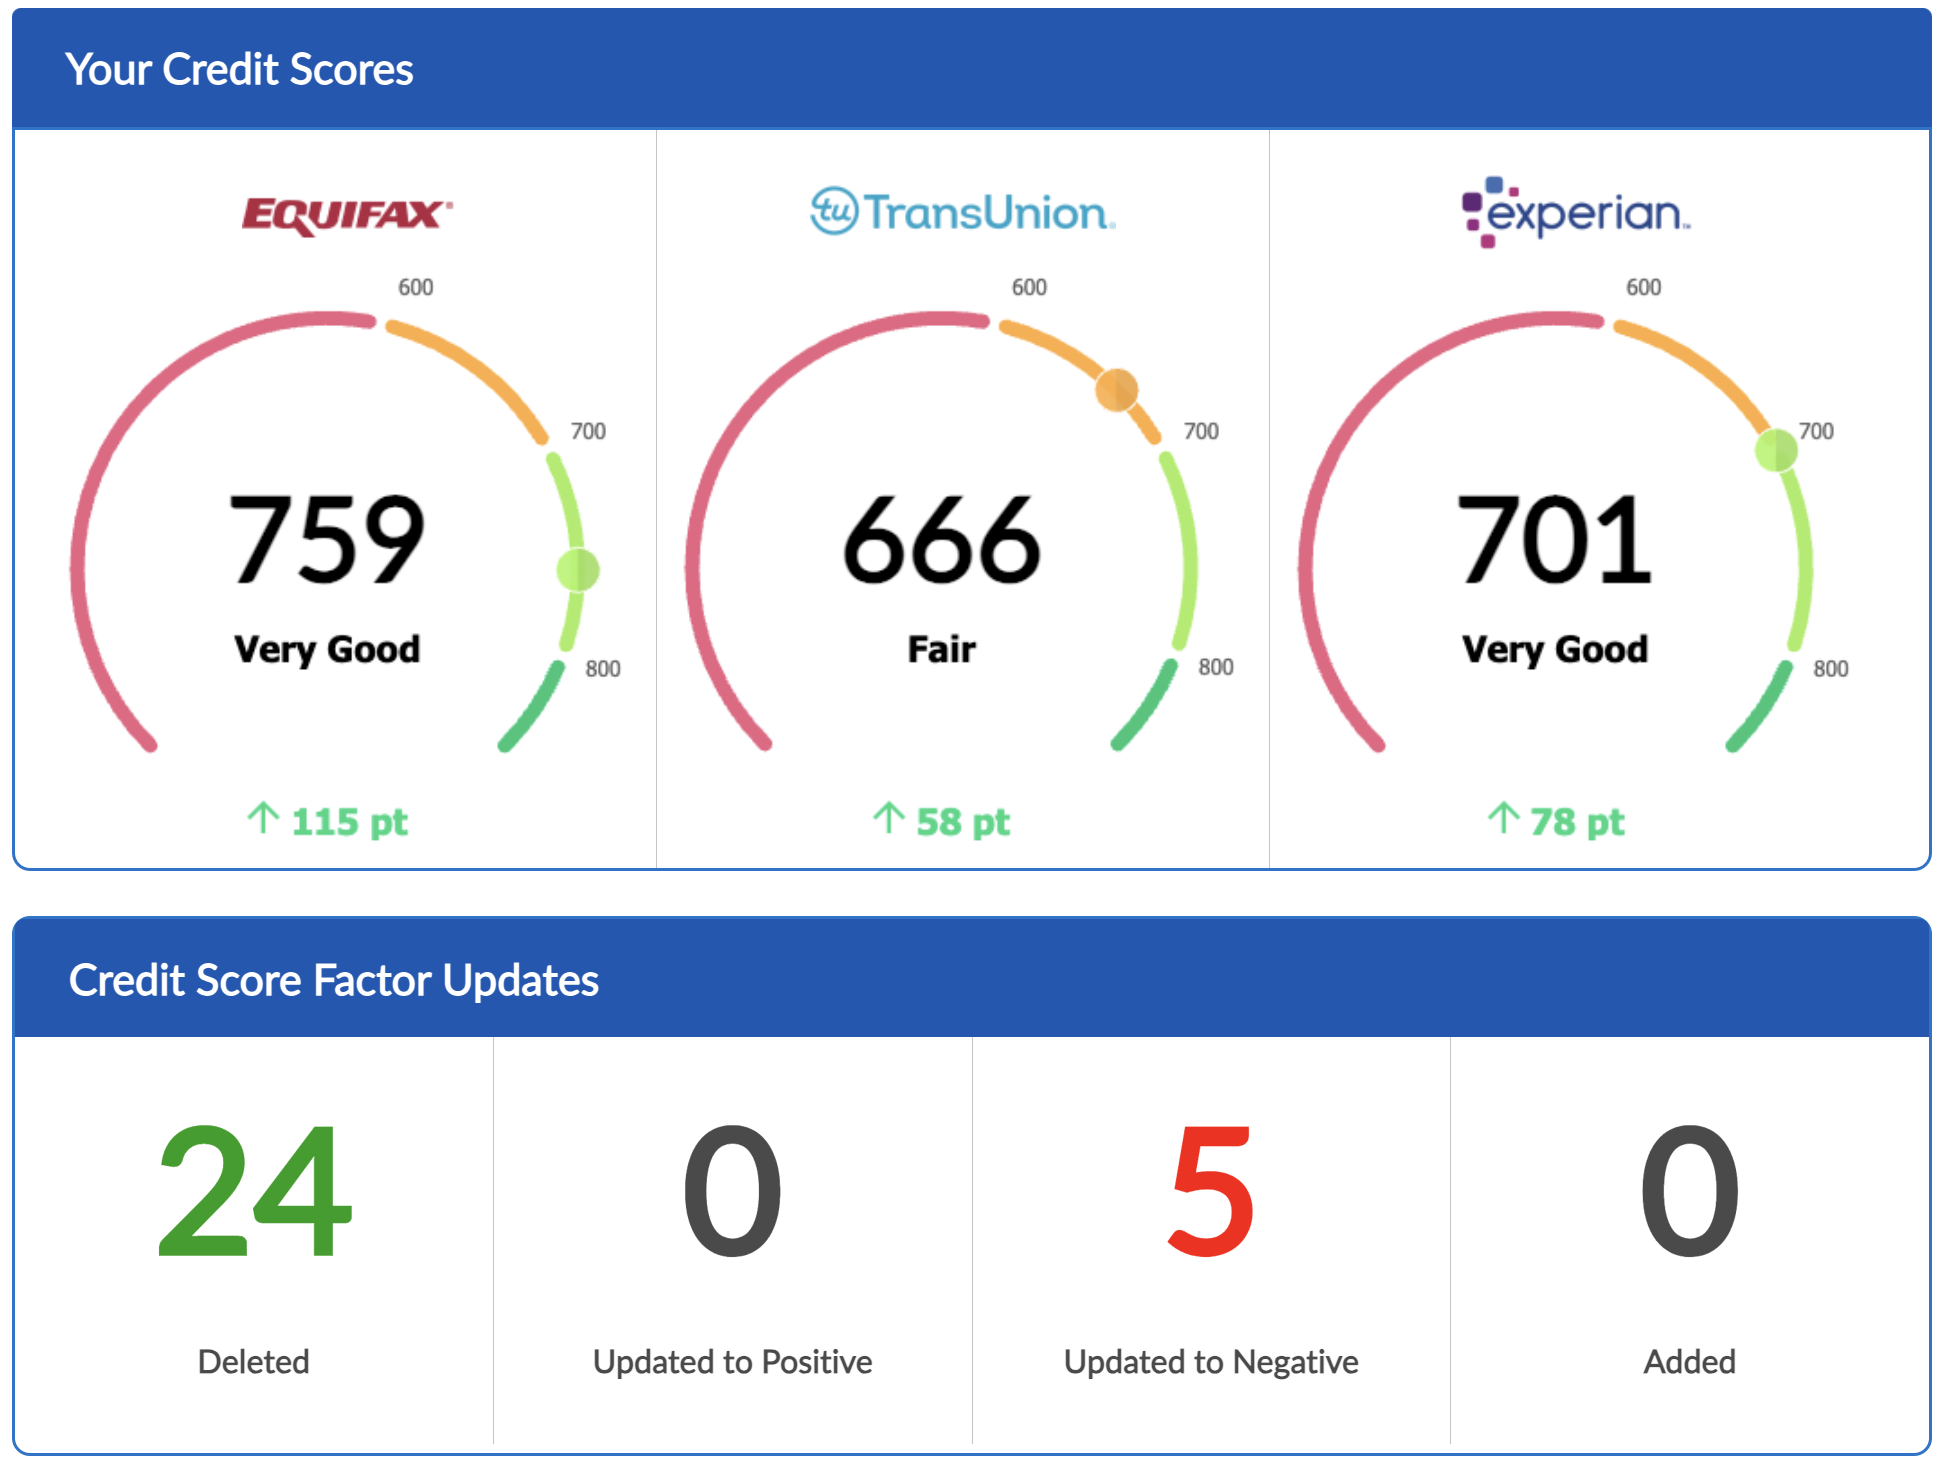 Your Credit Scores
EQUIFAX
600
700
759
Very Good
800
↑ 115 pt
tu TransUnion
600
700
666
Fair
800
↑ 58 pt
experian™
600
700
701
Very Good
800
↑ 78 pt
Credit Score Factor Updates
24
Deleted
0
Updated to Positive
5
Updated to Negative
0
Added